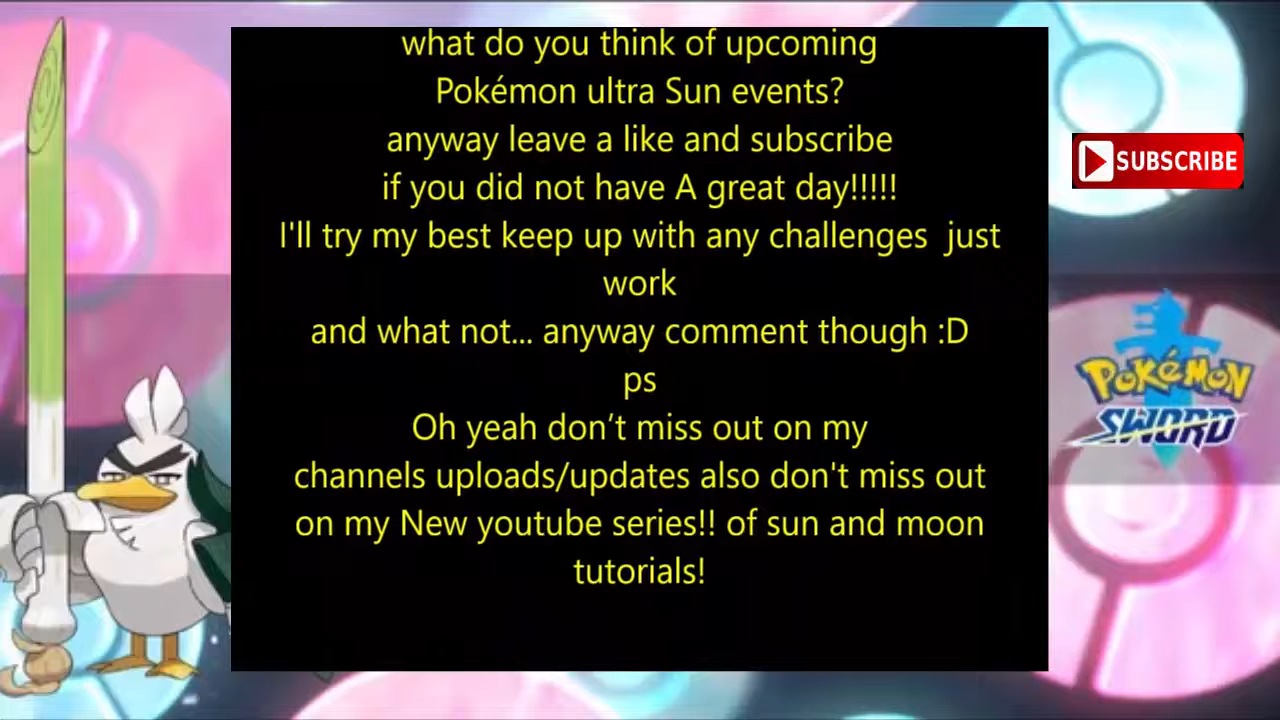 what do you think of upcoming
Pokémon ultra Sun events?
anyway leave a like and subscribe
if you did not have A great day!!!!!
I'll try my best keep up with any challenges  just
work
and what not... anyway comment though :D
ps
Oh yeah don’t miss out on my
channels uploads/updates also don't miss out
on my New youtube series!! of sun and moon
tutorials!
SUBSCRIBE
POKéMON
SWORD